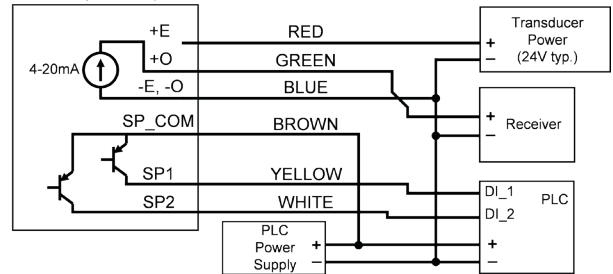 +E RED
+O GREEN
4-20mA
-E, -O BLUE
SP_COM BROWN
SP1 YELLOW
SP2 WHITE
Transducer
Power
(24V typ.)
+
−
+
Receiver
−
DI_1
PLC
DI_2
+
−
PLC
Power
Supply
+
−